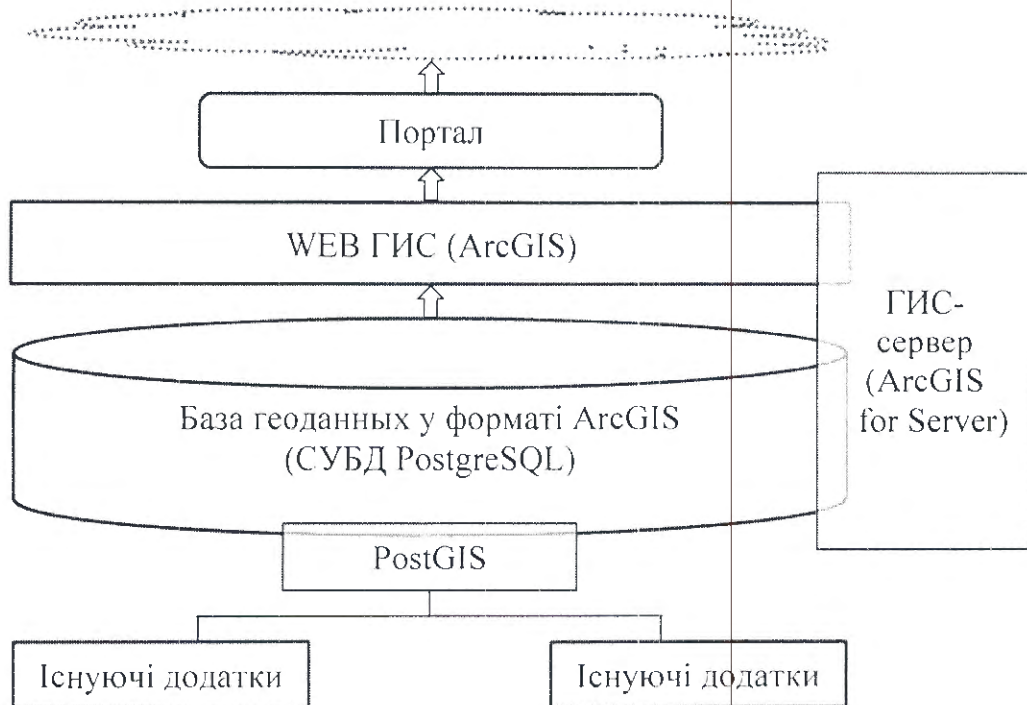 Портал
WEB ГИС (ArcGIS)
ГИС-
сервер
(ArcGIS
for Server)
База геоданных у форматі ArcGIS
(СУБД PostgreSQL)
PostGIS
Існуючі додатки
Існуючі додатки